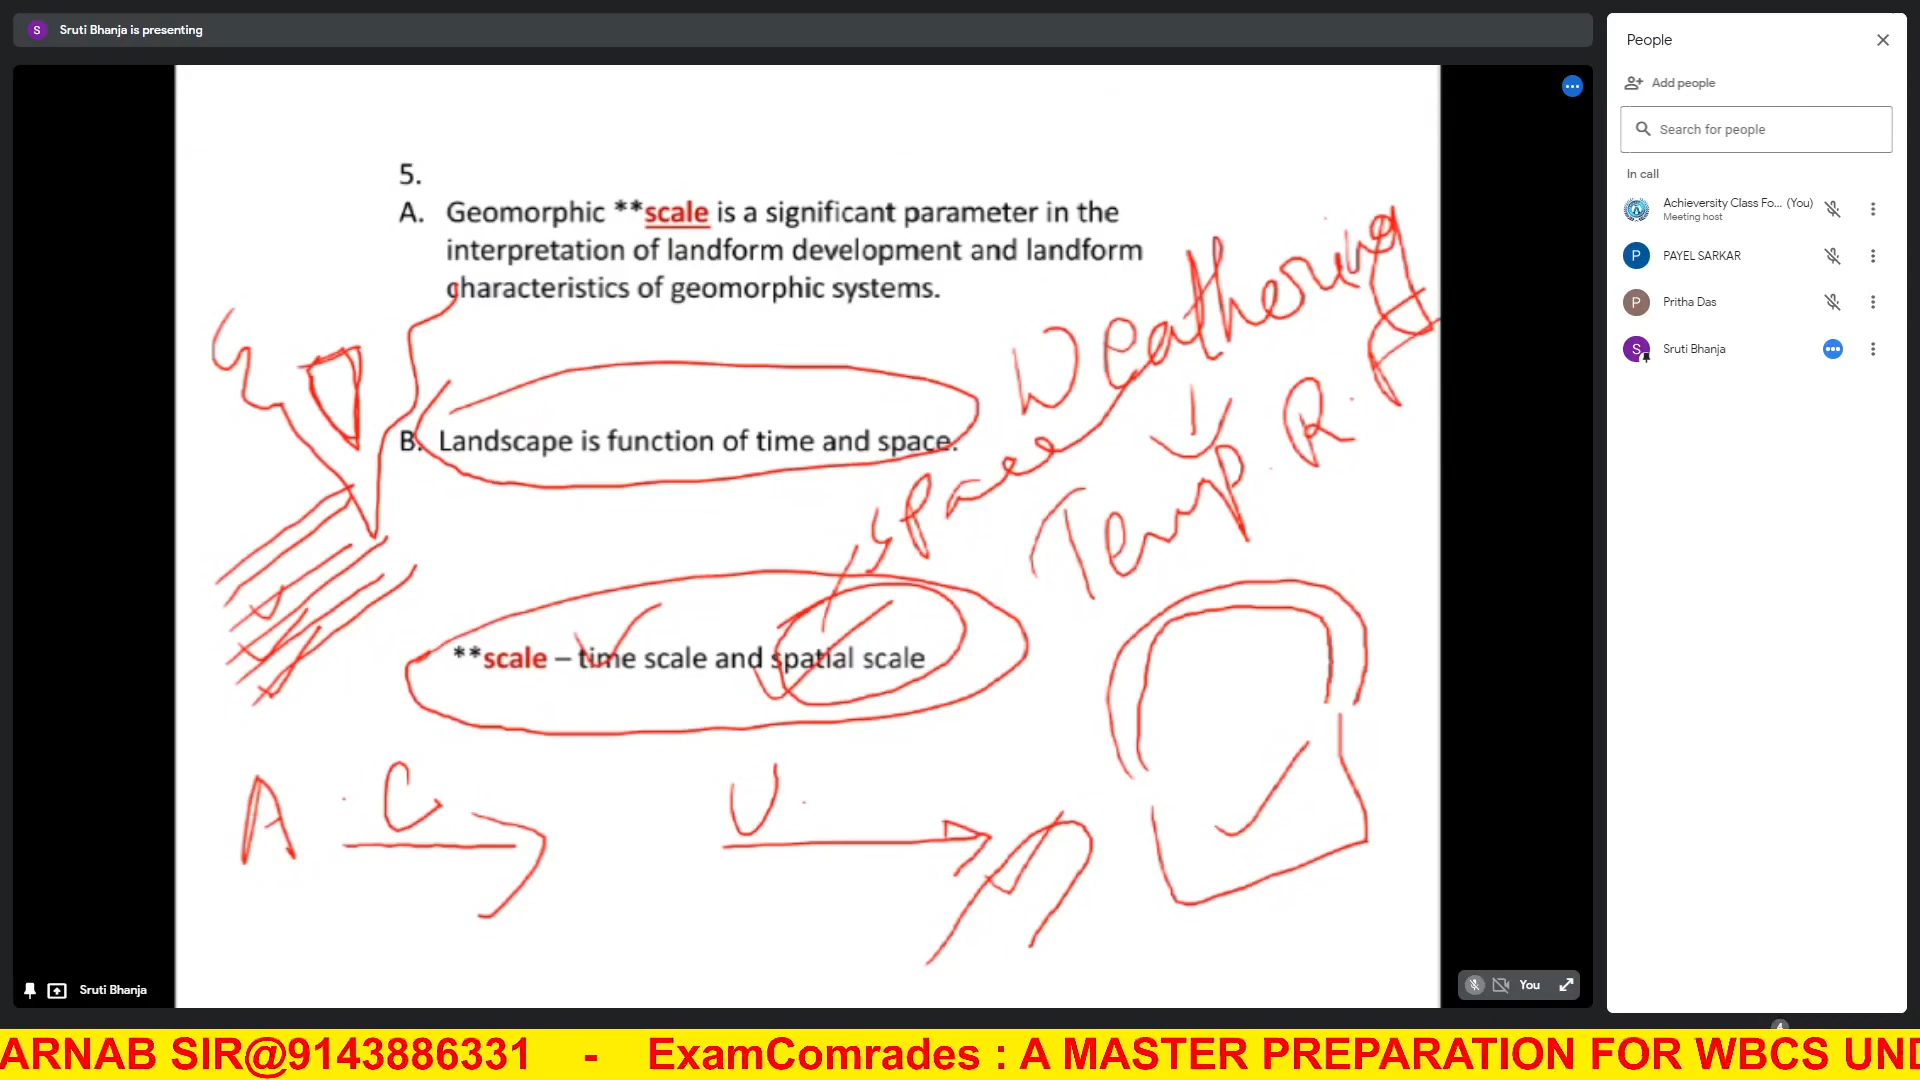 S Sruti Bhanja is presenting
5.
A. Geomorphic **scale is a significant parameter in the
interpretation of landform development and landform
characteristics of geomorphic systems.
B. Landscape is function of time and space.
Weathering
Temp. R.
Space
**scale – time scale and spatial scale
A. C
U.
Sruti Bhanja
You
People
Add people
Search for people
In call
Achieversity Class Fo... (You)
Meeting host
P PAYEL SARKAR
P Pritha Das
S Sruti Bhanja
4
ARNAB SIR@9143886331 - ExamComrades : A MASTER PREPARATION FOR WBCS UND